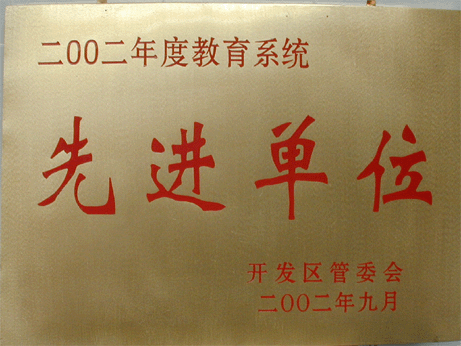 二00二年度教育系统
先进单位
开发区管委会
二00二年九月